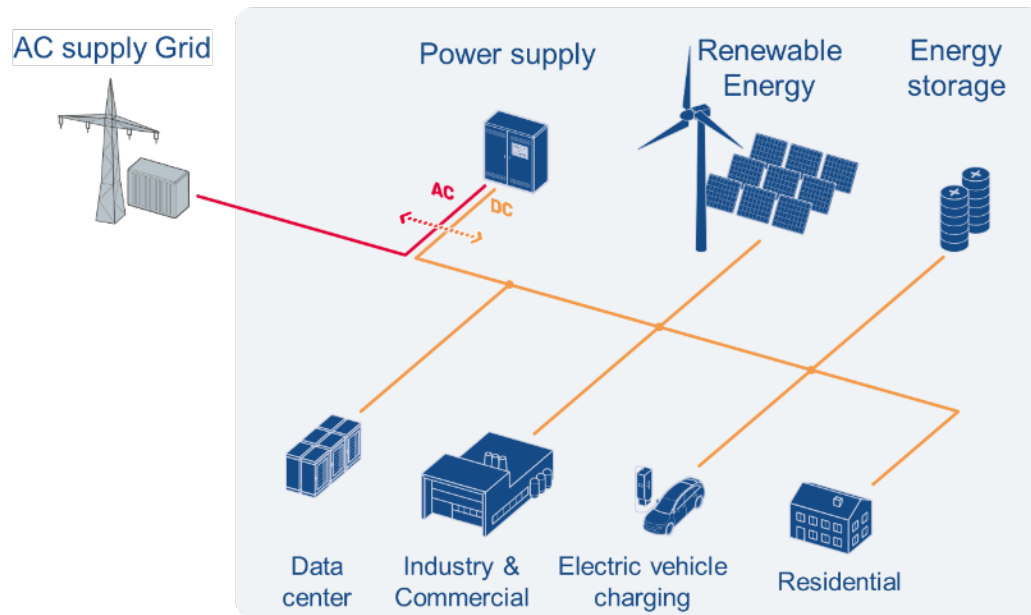 AC supply Grid
Power supply
Renewable
Energy
Energy
storage
AC
DC
Data
center
Industry &
Commercial
Electric vehicle
charging
Residential